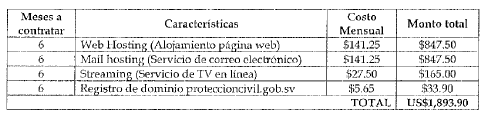 Meses a contratar Características Costo Mensual Monto total
6 Web Hosting (Alojamiento página web) $141.25 $847.50
6 Mail hosting (Servicio de correo electrónico) $141.25 $847.50
6 Streaming (Servicio de TV en línea) $27.50 $165.00
6 Registro de dominio proteccioncivil.gob.sv $5.65 $33.90
TOTAL US$1,893.90